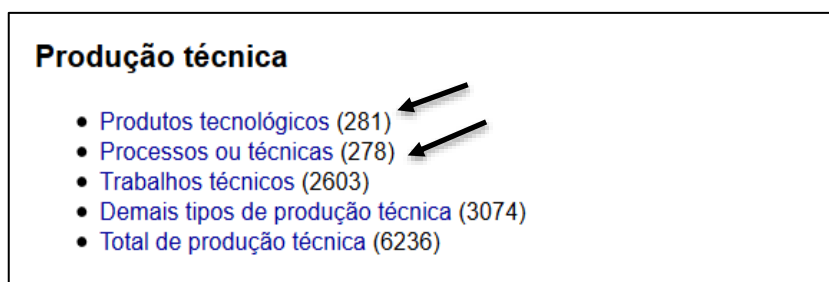 Produção técnica
Produtos tecnológicos (281)
Processos ou técnicas (278)
Trabalhos técnicos (2603)
Demais tipos de produção técnica (3074)
Total de produção técnica (6236)